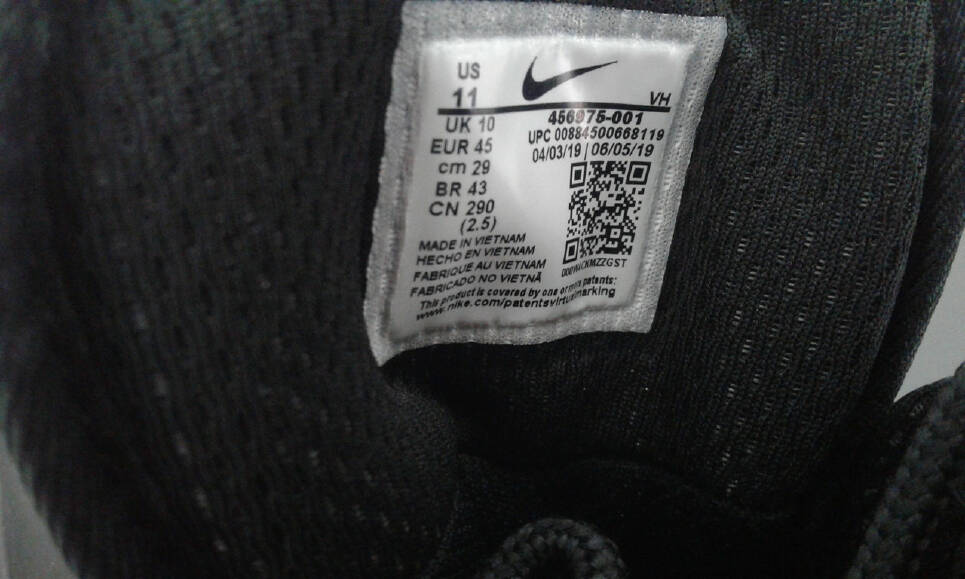 US
11
UK 10
EUR 45
cm 29
BR 43
CN 290
(2.5)
VH
456975-001
UPC 00884500668119
04/03/19 | 06/05/19
MADE IN VIETNAM
HECHO EN VIETNAM
FABRIQUE AU VIETNAM
FABRICADO NO VIETNÃ
This product is covered by one or more patents:
www.nike.com/patentsvirtualmarking